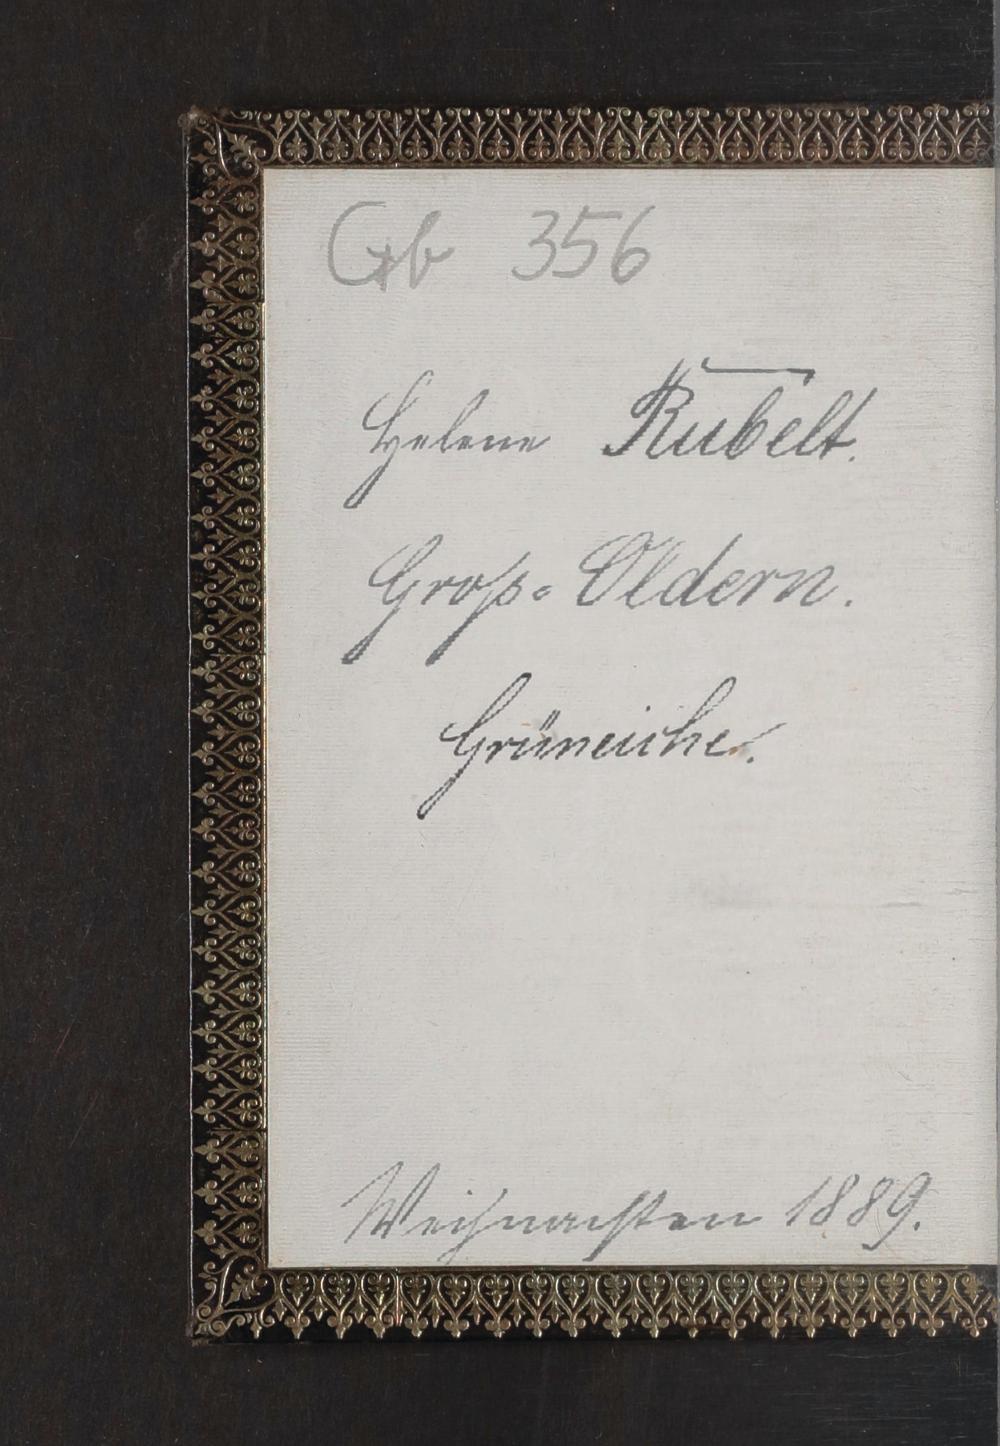 Gb 356
Helene Rubelt.
Groß-Oldern.
Grüneiche.
Weihnachten 1889.